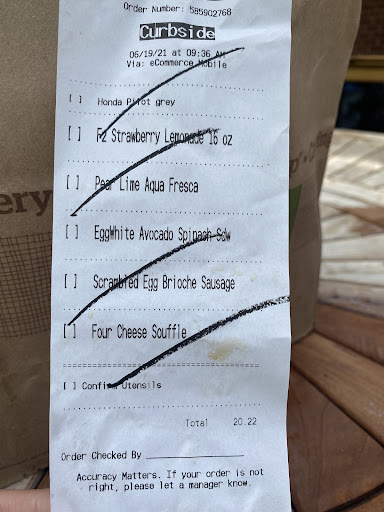 Order Number: 585902768
Curbside
06/19/21 at 09:36 AM
Via: eCommerce Mobile
[ ] Honda Pilot grey
[ ] F2 Strawberry Lemonade 16 oz
[ ] Pear Lime Aqua Fresca
[ ] EggWhite Avocado Spinach Sdw
[ ] Scrambled Egg Brioche Sausage
[ ] Four Cheese Souffle
[ ] Confirm Utensils
Total 20.22
Order Checked By
Accuracy Matters. If your order is not
right, please let a manager know.
ery